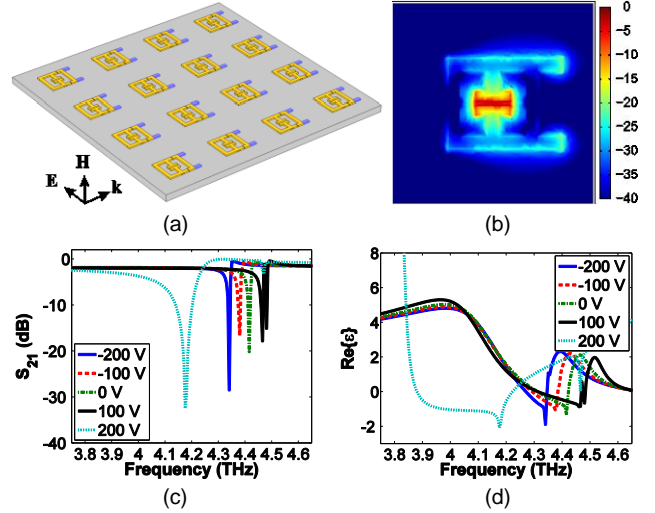 H
E
k
(a)
0
-5
-10
-15
-20
-25
-30
-35
-40
(b)
0
-10
-20
-30
-40
S21 (dB)
-200 V
-100 V
0 V
100 V
200 V
3.8 3.9 4 4.1 4.2 4.3 4.4 4.5 4.6
Frequency (THz)
(c)
8
6
4
2
0
-2
Re{ε}
-200 V
-100 V
0 V
100 V
200 V
3.8 3.9 4 4.1 4.2 4.3 4.4 4.5 4.6
Frequency (THz)
(d)